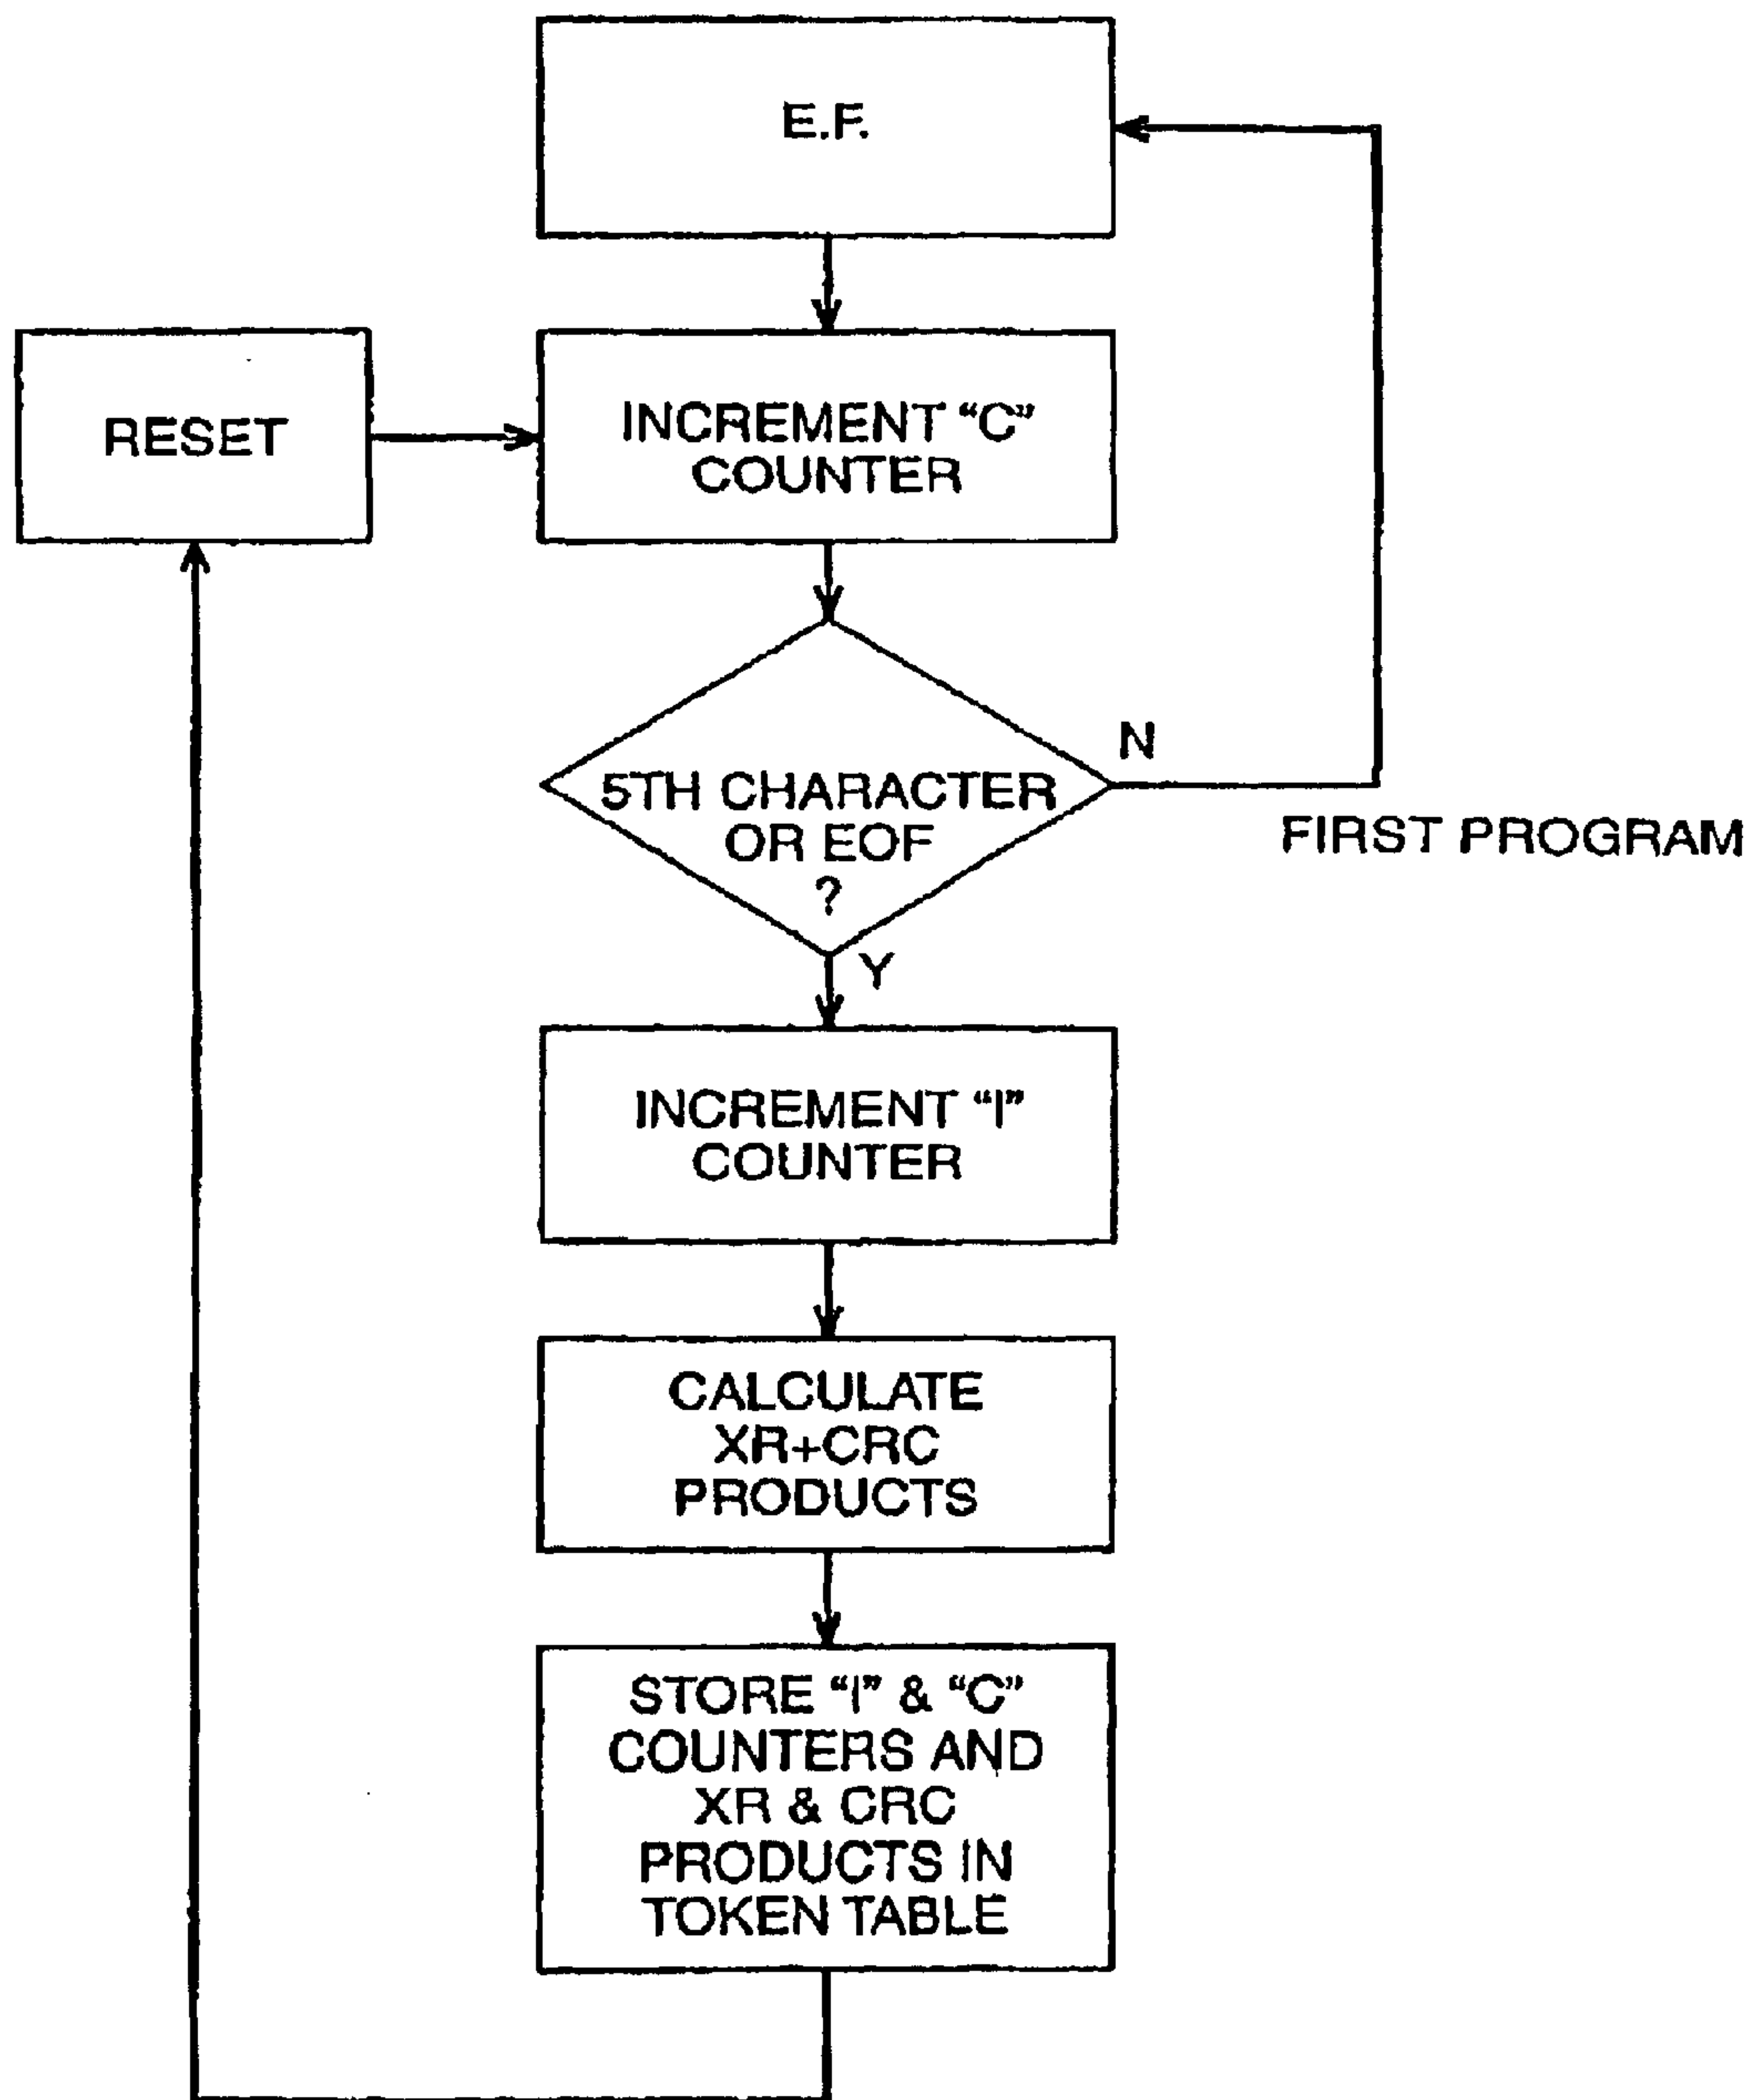 E.F.
RESET
INCREMENT “C”
COUNTER
N
5TH CHARACTER
OR EOF
?
FIRST PROGRAM
Y
INCREMENT “I”
COUNTER
CALCULATE
XR+CRC
PRODUCTS
STORE “I” & “C”
COUNTERS AND
XR & CRC
PRODUCTS IN
TOKEN TABLE